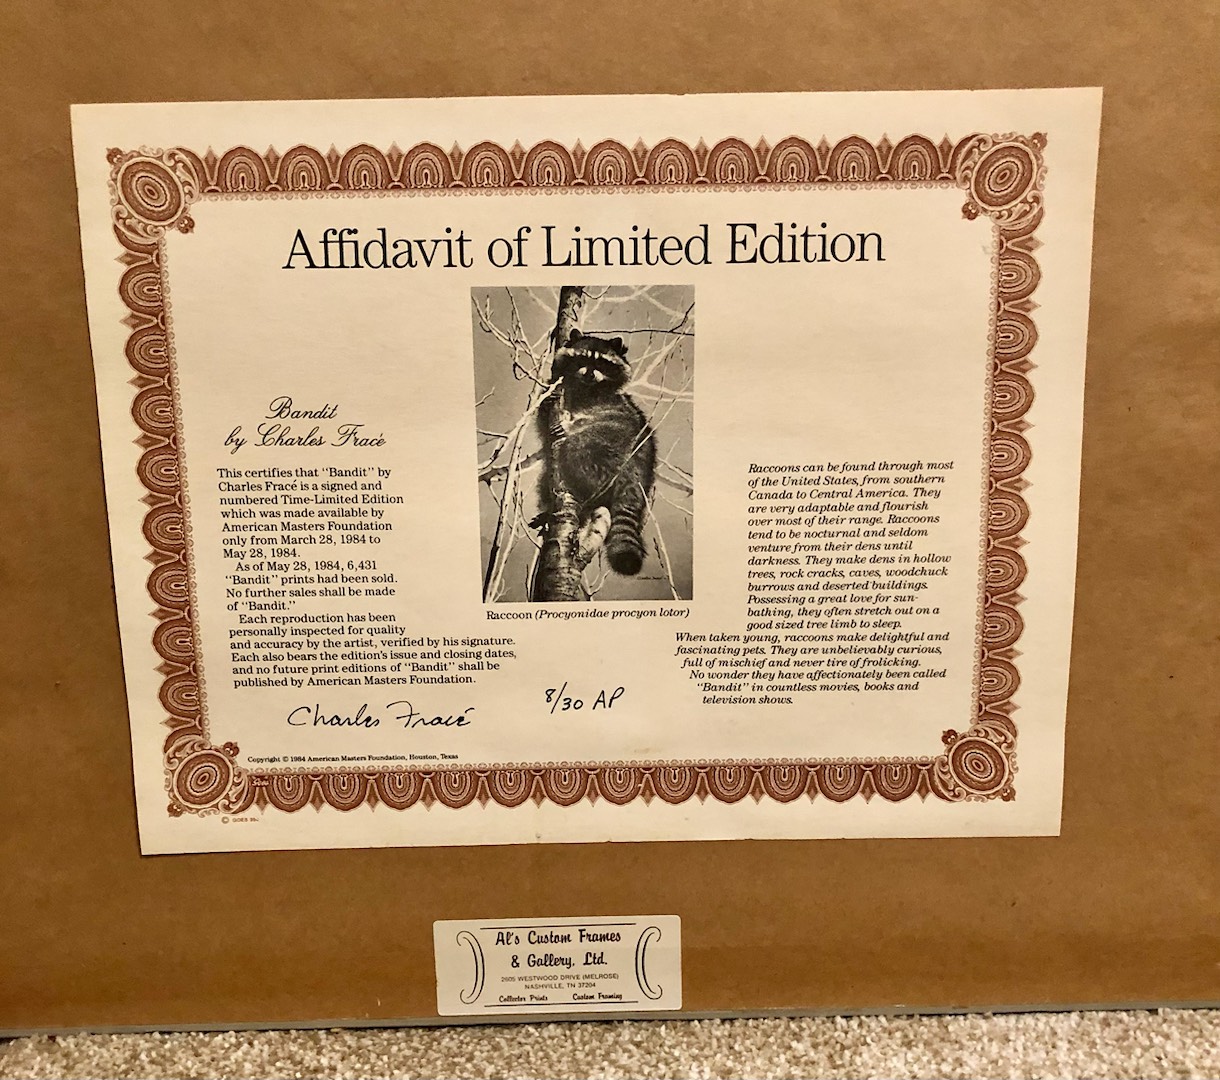 Affidavit of Limited Edition
Bandit
by Charles Fracé
This certifies that "Bandit" by
Charles Fracé is a signed and
numbered Time-Limited Edition
which was made available by
American Masters Foundation
only from March 28, 1984 to
May 28, 1984.
As of May 28, 1984, 6,431
"Bandit" prints had been sold.
No further sales shall be made
of "Bandit."
Each reproduction has been
personally inspected for quality
and accuracy by the artist, verified by his signature.
Each also bears the edition's issue and closing dates,
and no future print editions of "Bandit" shall be
published by American Masters Foundation.
Raccoon (Procyonidae procyon lotor)
Raccoons can be found through most
of the United States, from southern
Canada to Central America. They
are very adaptable and flourish
over most of their range. Raccoons
tend to be nocturnal and seldom
venture from their dens until
darkness. They make dens in hollow
trees, rock cracks, caves, woodchuck
burrows and deserted buildings.
Possessing a great love for sun-
bathing, they often stretch out on a
good sized tree limb to sleep.
When taken young, raccoons make delightful and
fascinating pets. They are unbelievably curious,
full of mischief and never tire of frolicking.
No wonder they have affectionately been called
"Bandit" in countless movies, books and
television shows.
Charles Fracé
8/30 AP
Copyright © 1984 American Masters Foundation, Houston, Texas
© GOES
Al's Custom Frames
& Gallery, Ltd.
2605 WESTWOOD DRIVE (MELROSE)
NASHVILLE, TN 37204
Collector Prints Custom Framing